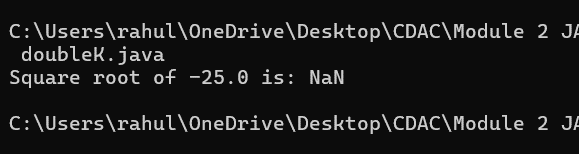 C:\Users\rahul\OneDrive\Desktop\CDAC\Module 2 JA
doubleK.java
Square root of -25.0 is: NaN
C:\Users\rahul\OneDrive\Desktop\CDAC\Module 2 JA